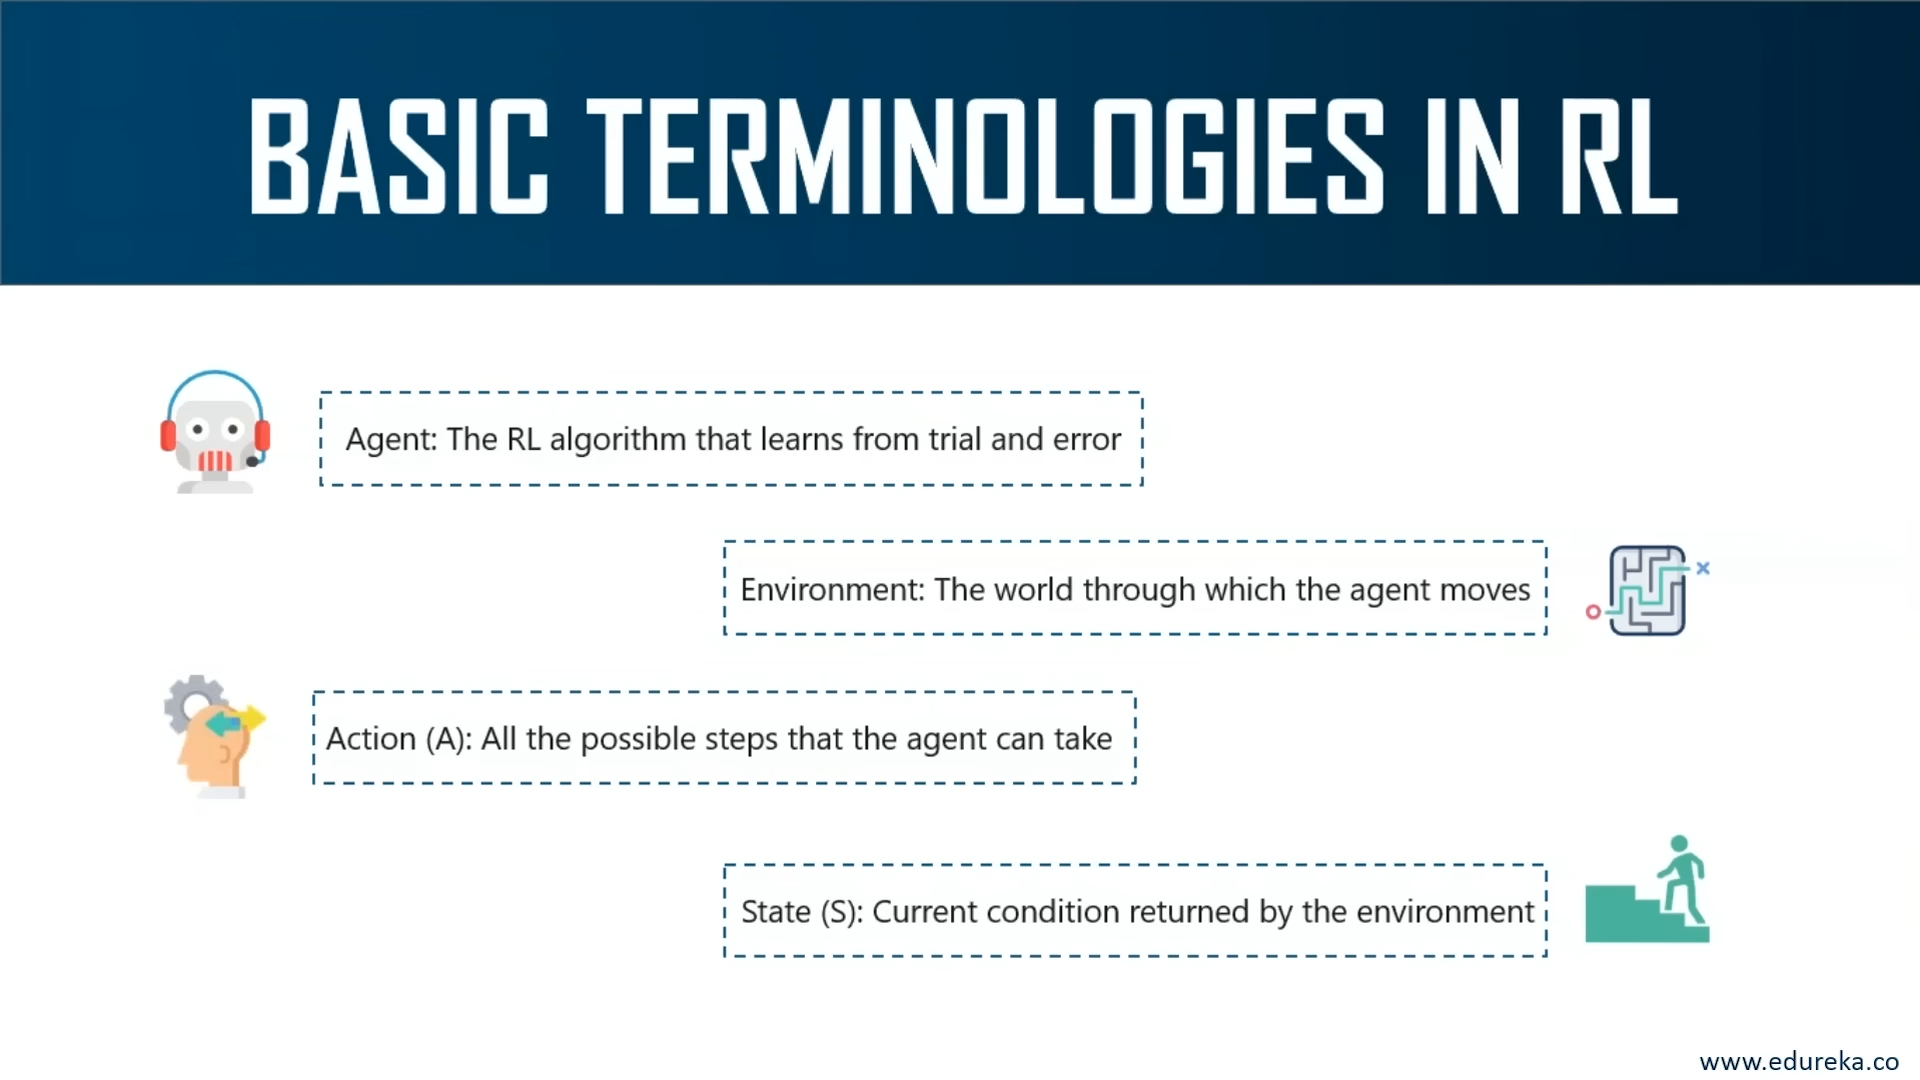 BASIC TERMINOLOGIES IN RL
Agent: The RL algorithm that learns from trial and error
Environment: The world through which the agent moves
Action (A): All the possible steps that the agent can take
State (S): Current condition returned by the environment
www.edureka.co